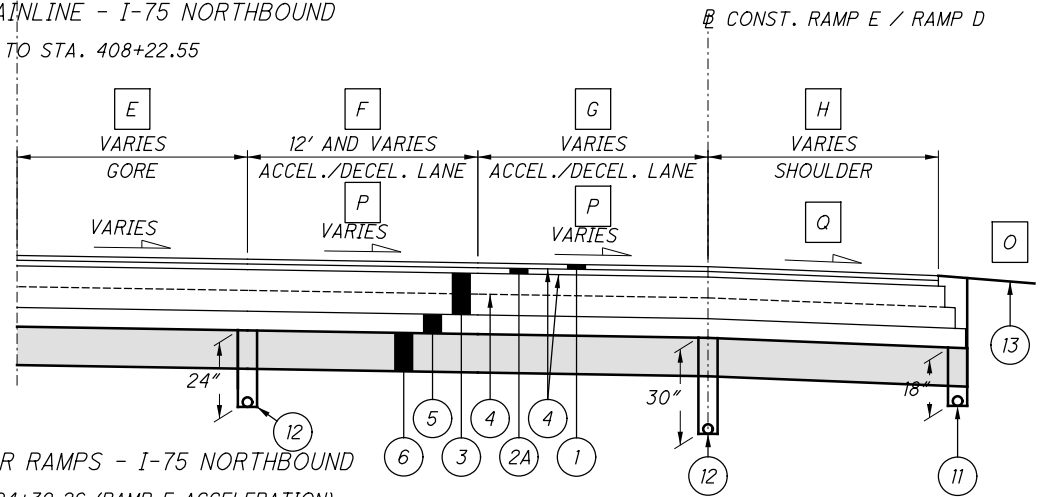 AINLINE - I-75 NORTHBOUND
TO STA. 408+22.55
CONST. RAMP E / RAMP D
E F G H
VARIES 12' AND VARIES VARIES VARIES
GORE ACCEL./DECEL. LANE ACCEL./DECEL. LANE SHOULDER
P P
VARIES VARIES VARIES Q O
24" 30" 18" 13
12 5 4 4
6 3 2A 1 12 11
R RAMPS - I-75 NORTHBOUND